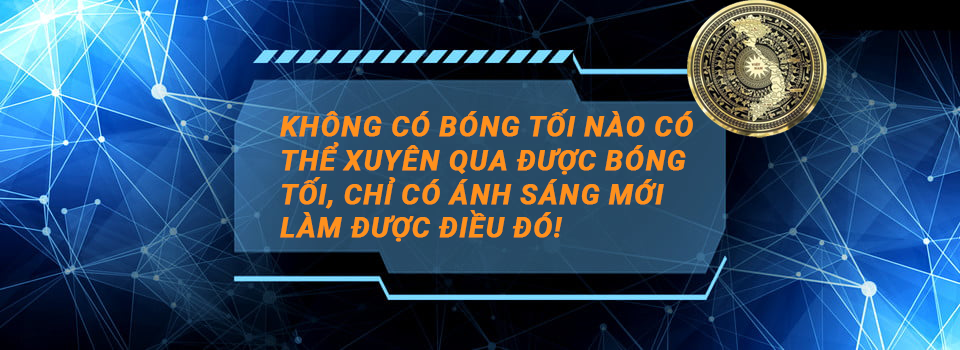 KHÔNG CÓ BÓNG TỐI NÀO CÓ
THỂ XUYÊN QUA ĐƯỢC BÓNG
TỐI, CHỈ CÓ ÁNH SÁNG MỚI
LÀM ĐƯỢC ĐIỀU ĐÓ!